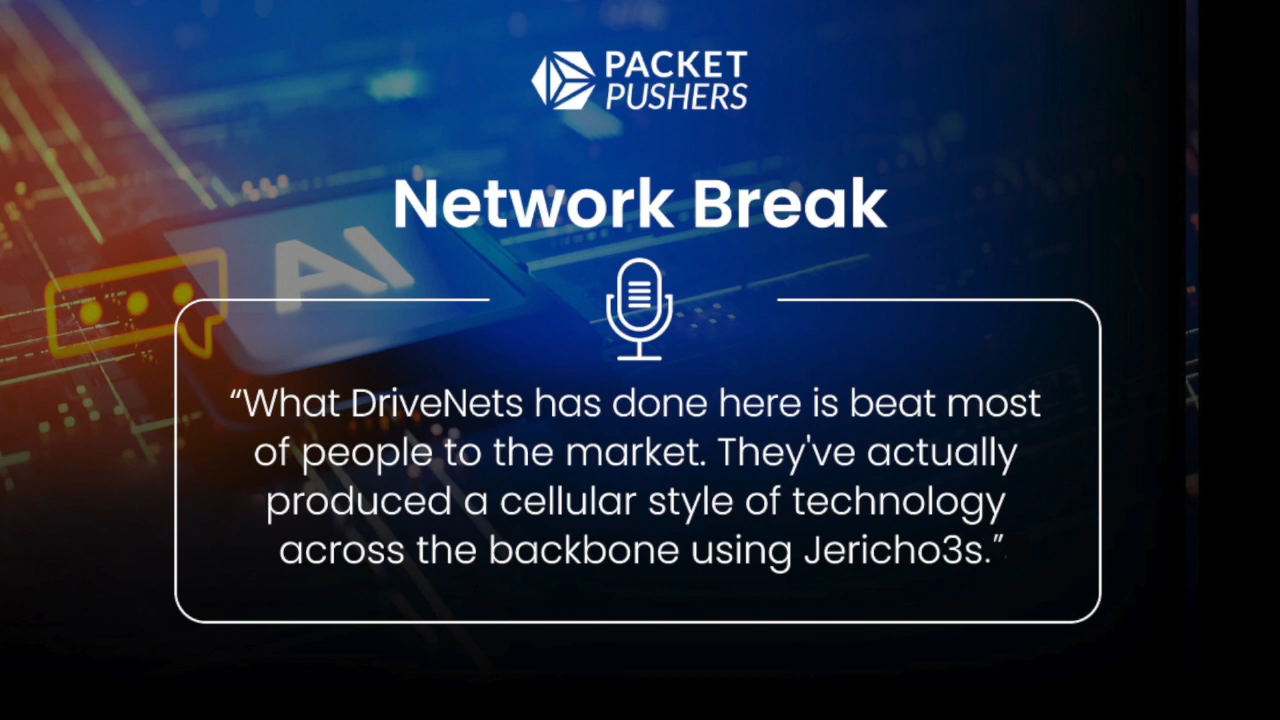 PACKET
PUSHERS
Network Break
AI
“What DriveNets has done here is beat most
of people to the market. They've actually
produced a cellular style of technology
across the backbone using Jericho3s.”